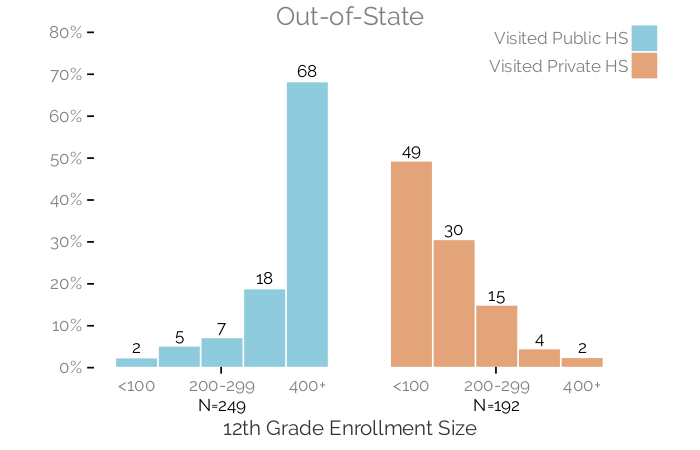 Out-of-State
Visited Public HS
Visited Private HS
80%
70%
60%
50%
40%
30%
20%
10%
0%
2
5
7
18
68
49
30
15
4
2
<100 200-299 400+
<100 200-299 400+
N=249
N=192
12th Grade Enrollment Size